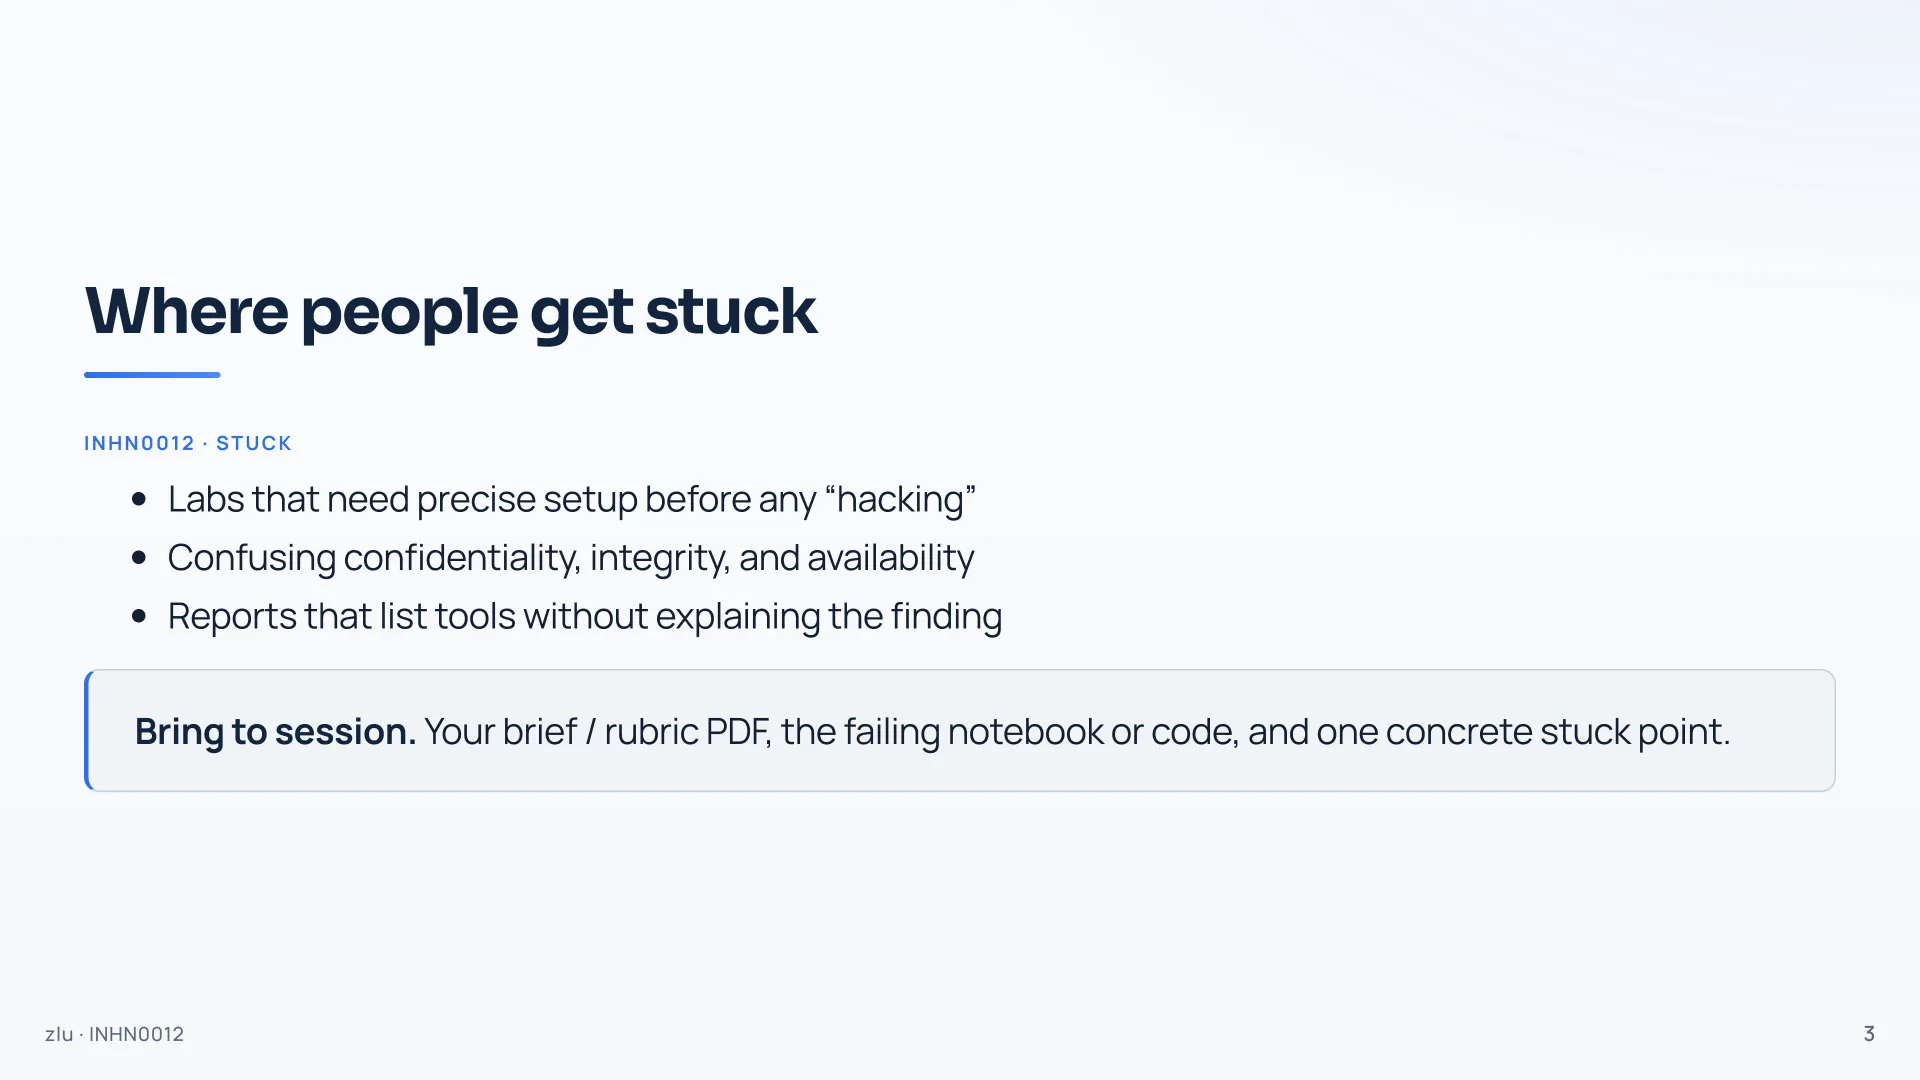 Where people get stuck
INHN0012 · STUCK
• Labs that need precise setup before any “hacking”
• Confusing confidentiality, integrity, and availability
• Reports that list tools without explaining the finding
Bring to session. Your brief / rubric PDF, the failing notebook or code, and one concrete stuck point.
zlu · INHN0012
3